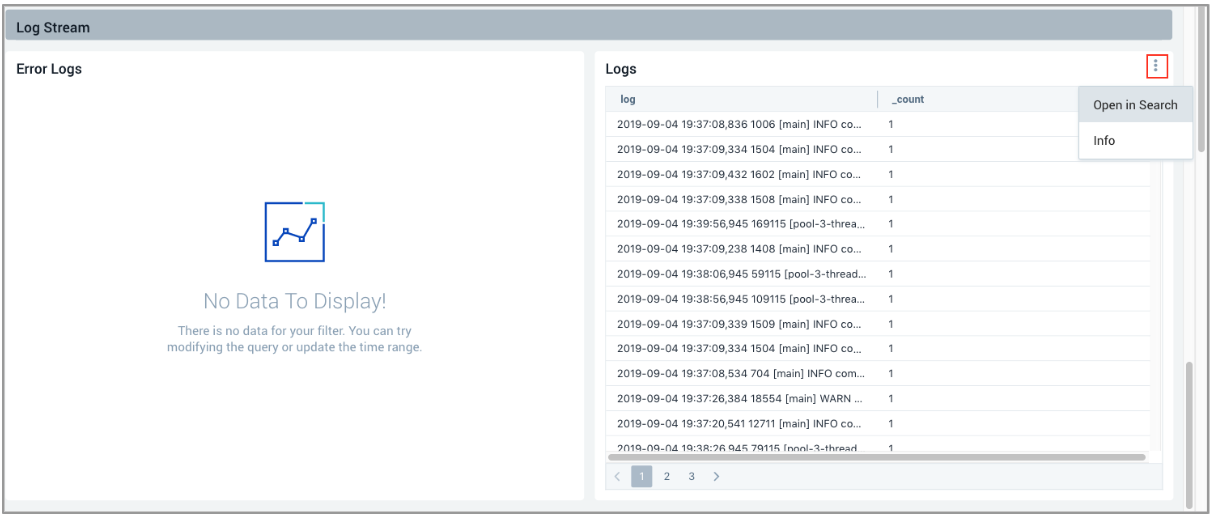 Log Stream
Error Logs
No Data To Display!
There is no data for your filter. You can try
modifying the query or update the time range.
Logs
Open in Search
Info
log _count
2019-09-04 19:37:08,836 1006 [main] INFO co... 1
2019-09-04 19:37:09,334 1504 [main] INFO co... 1
2019-09-04 19:37:09,432 1602 [main] INFO co... 1
2019-09-04 19:37:09,338 1508 [main] INFO co... 1
2019-09-04 19:39:56,945 169115 [pool-3-threa... 1
2019-09-04 19:37:09,238 1408 [main] INFO co... 1
2019-09-04 19:38:06,945 59115 [pool-3-thread... 1
2019-09-04 19:38:56,945 109115 [pool-3-threa... 1
2019-09-04 19:37:09,339 1509 [main] INFO co... 1
2019-09-04 19:37:09,334 1504 [main] INFO co... 1
2019-09-04 19:37:08,534 704 [main] INFO com... 1
2019-09-04 19:37:26,384 18554 [main] WARN ... 1
2019-09-04 19:37:20,541 12711 [main] INFO co... 1
2019-09-04 19:38:26,945 79115 [pool-3-thread... 1
< 1 2 3 >